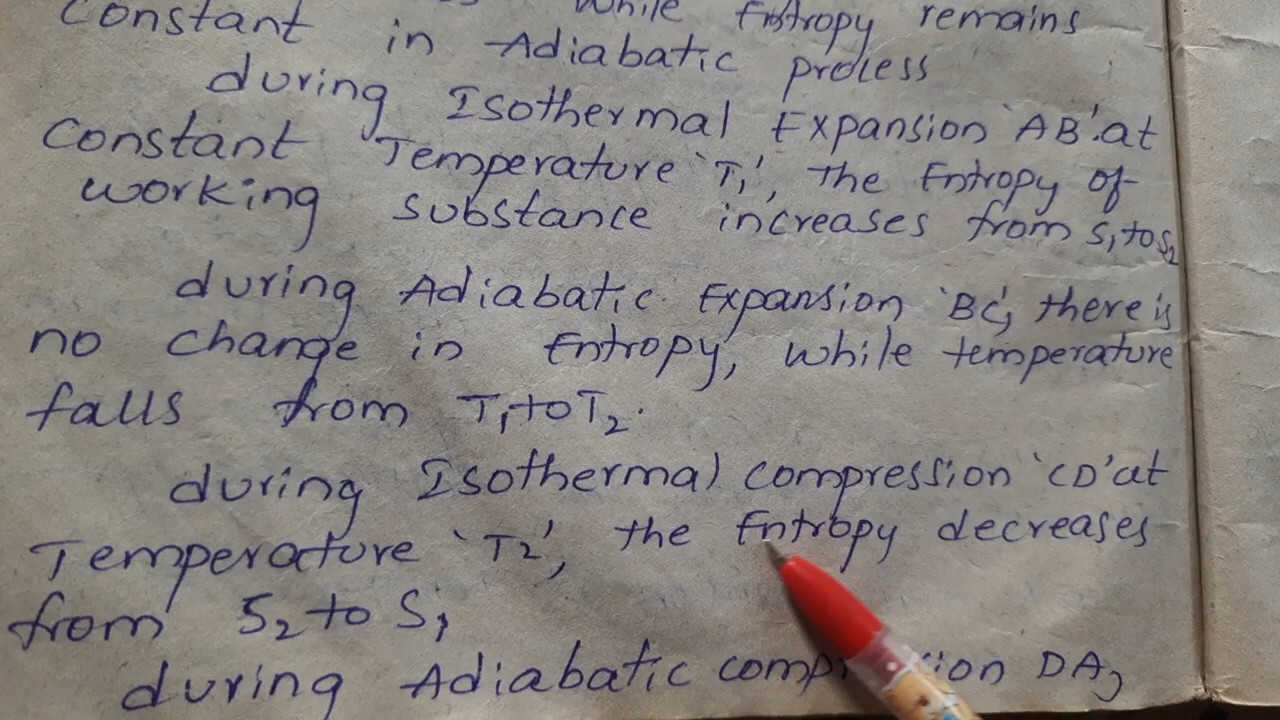 while Entropy remains
Constant in Adiabatic process
during Isothermal Expansion 'AB' at
Constant Temperature 'T₁', the Entropy of
working substance increases from S₁ to S₂
during Adiabatic Expansion 'BC', there is
no change in Entropy, while temperature
falls from T₁ to T₂.
during Isothermal compression 'CD' at
Temperature 'T₂', the Entropy decreases
from S₂ to S₁
during Adiabatic DA,